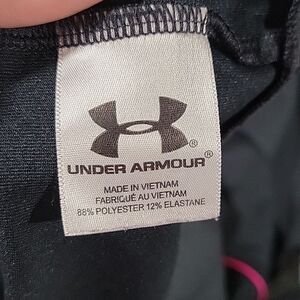 UNDER ARMOUR®
MADE IN VIETNAM
FABRIQUÉ AU VIETNAM
88% POLYESTER 12% ELASTANE